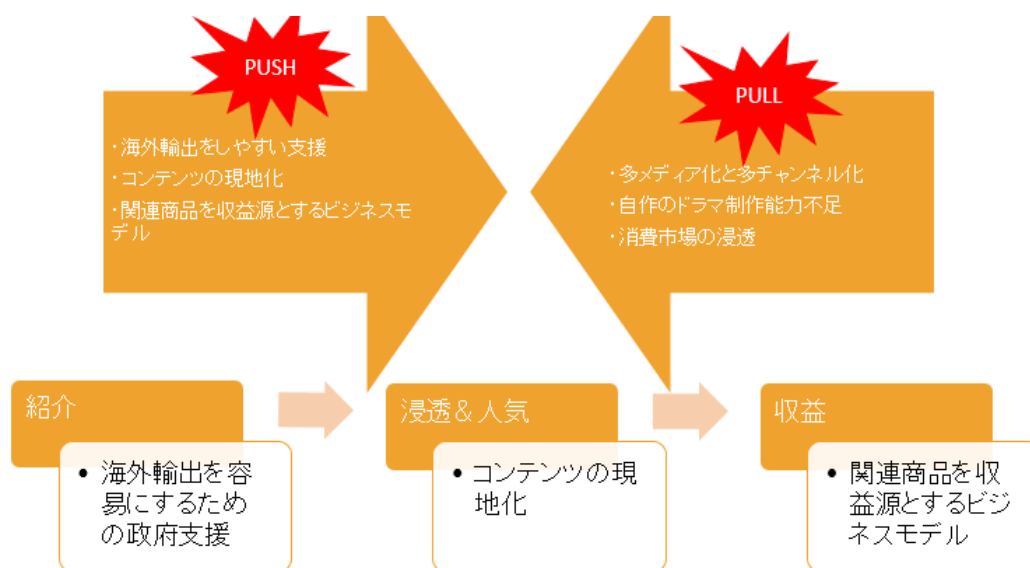 PUSH
・海外輸出をしやすい支援
・コンテンツの現地化
・関連商品を収益源とするビジネスモ
デル
PULL
・多メディア化と多チャンネル化
・自作のドラマ制作能力不足
・消費市場の浸透
紹介
• 海外輸出を容
易にするため
の政府支援
浸透&人気
• コンテンツの現
地化
収益
• 関連商品を収
益源とするビジ
ネスモデル